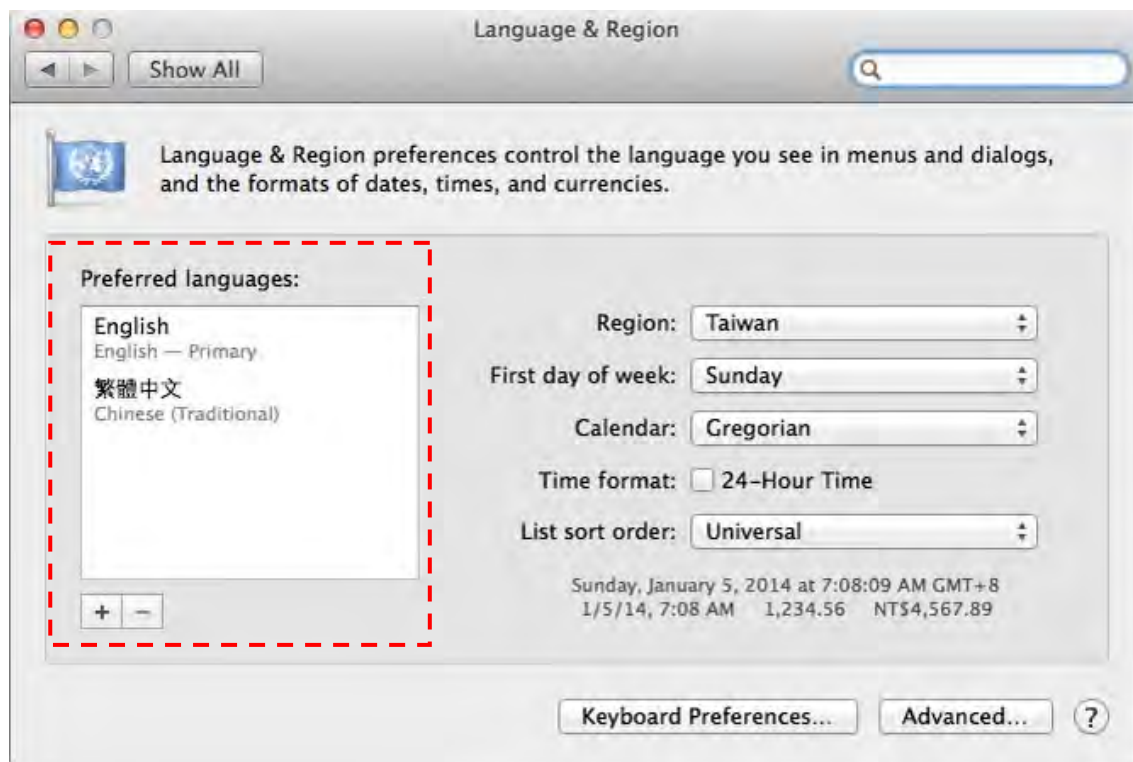 Language & Region
Show All
Language & Region preferences control the language you see in menus and dialogs,
and the formats of dates, times, and currencies.
Preferred languages:
English
English — Primary
繁體中文
Chinese (Traditional)
+ −
Region: Taiwan
First day of week: Sunday
Calendar: Gregorian
Time format: 24-Hour Time
List sort order: Universal
Sunday, January 5, 2014 at 7:08:09 AM GMT+8
1/5/14, 7:08 AM 1,234.56 NT$4,567.89
Keyboard Preferences... Advanced... ?